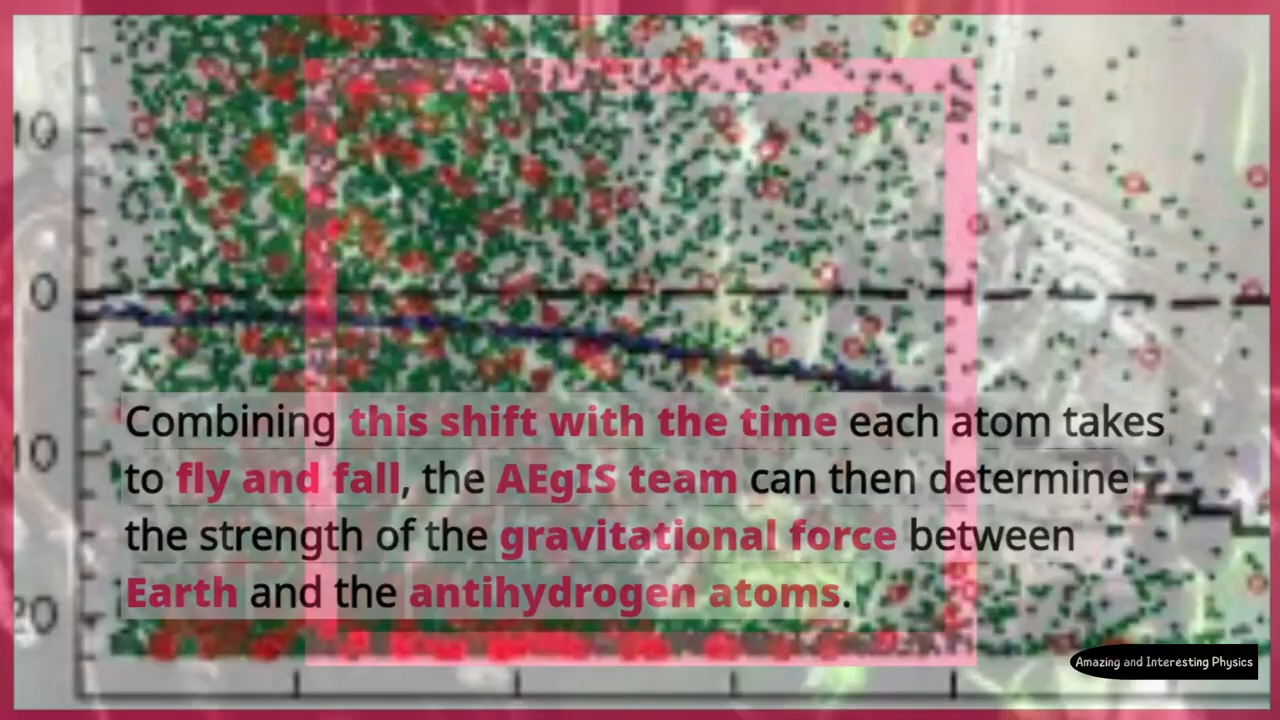 10
0
10
20
Combining this shift with the time each atom takes
to fly and fall, the AEgIS team can then determine
the strength of the gravitational force between
Earth and the antihydrogen atoms.
Amazing and Interesting Physics